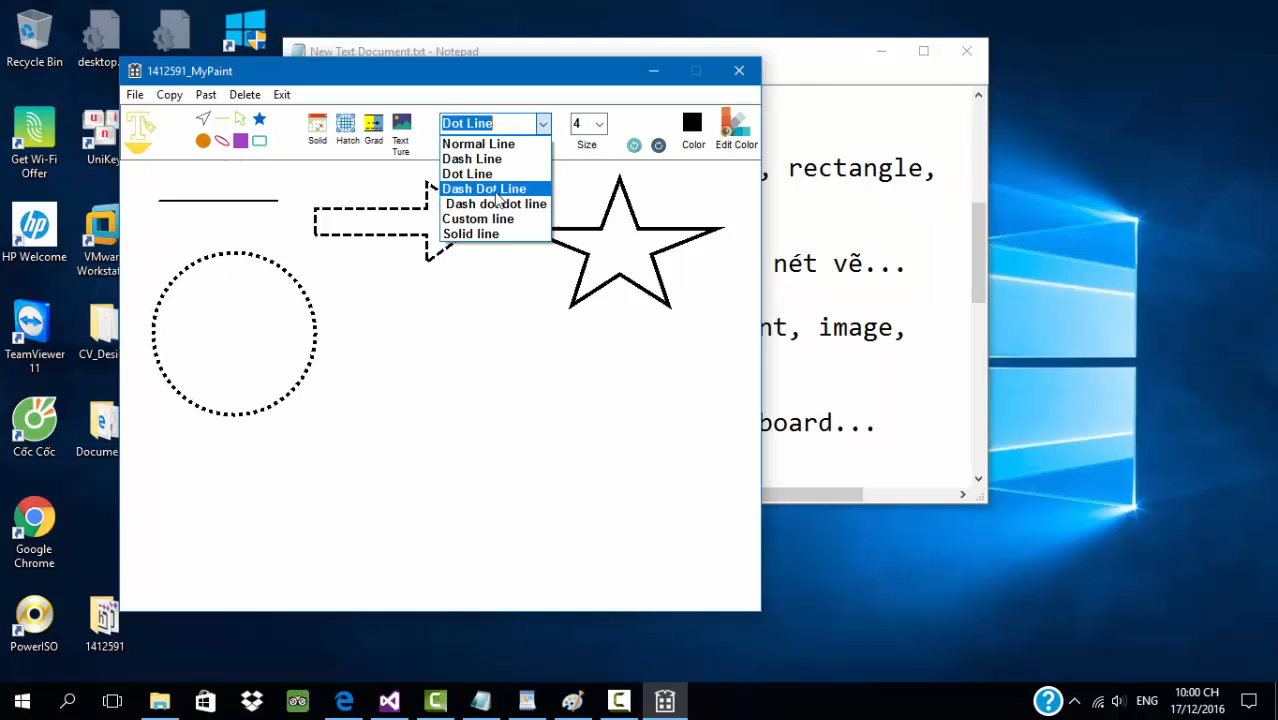 Recycle Bin
desktop.
New Text Document.txt - Notepad
1412591_MyPaint
File Copy Past Delete Exit
Solid Hatch Grad Text Ture
Dot Line
4
Size
Color
Edit Color
Normal Line
Dash Line
Dot Line
Dash Dot Line
Dash do dot line
Custom line
Solid line
, rectangle,
nét vẽ...
nt, image,
board...
Get Wi-Fi
Offer
UniKey
HP Welcome
VMwar
Workstat
TeamViewer
11
CV_Desi
Cốc Cốc
Docume
Google
Chrome
PowerISO
1412591
ENG
10:00 CH
17/12/2016